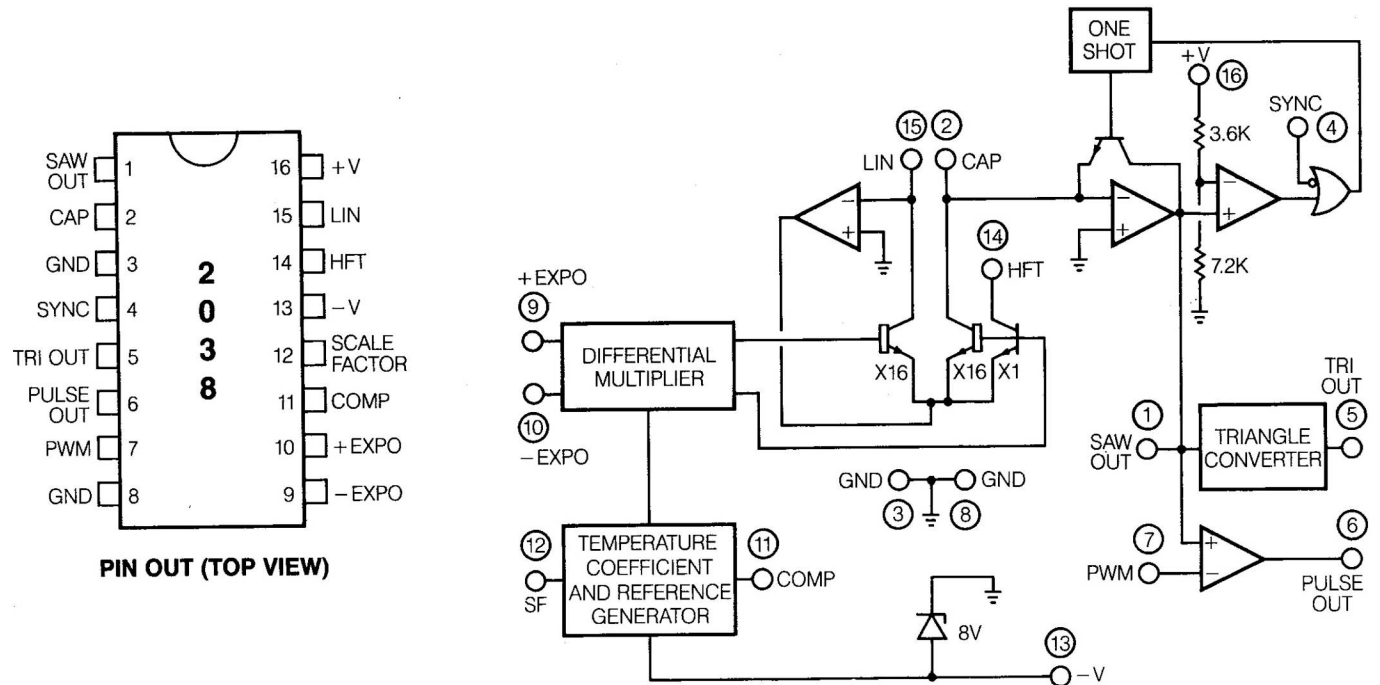 SAW
OUT
1
16
+V
CAP
2
15
LIN
GND
3
14
HFT
SYNC
4
13
−V
TRI OUT
5
12
SCALE
FACTOR
PULSE
OUT
6
11
COMP
PWM
7
10
+EXPO
GND
8
9
−EXPO
2
0
3
8
PIN OUT (TOP VIEW)
ONE
SHOT
+V
16
SYNC
4
3.6K
7.2K
15
2
LIN
CAP
−
+
−
+
−
+
14
HFT
+EXPO
9
DIFFERENTIAL
MULTIPLIER
10
−EXPO
X16
X16
X1
GND
GND
3
8
12
SF
TEMPERATURE
COEFFICIENT
AND REFERENCE
GENERATOR
11
COMP
8V
13
−V
1
SAW
OUT
TRIANGLE
CONVERTER
TRI
OUT
5
7
PWM
+
−
6
PULSE
OUT